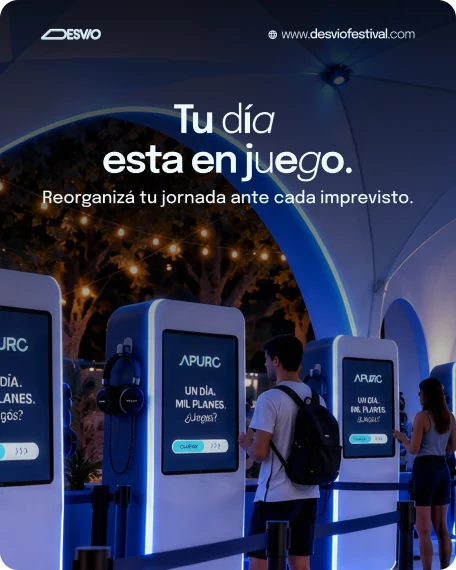 DESVIO
www.desviofestival.com
Tu día
esta en juego.
Reorganizá tu jornada ante cada imprevisto.
APURO
UN DÍA.
MIL PLANES.
¿Jugás?
APURO
UN DÍA.
MIL PLANES.